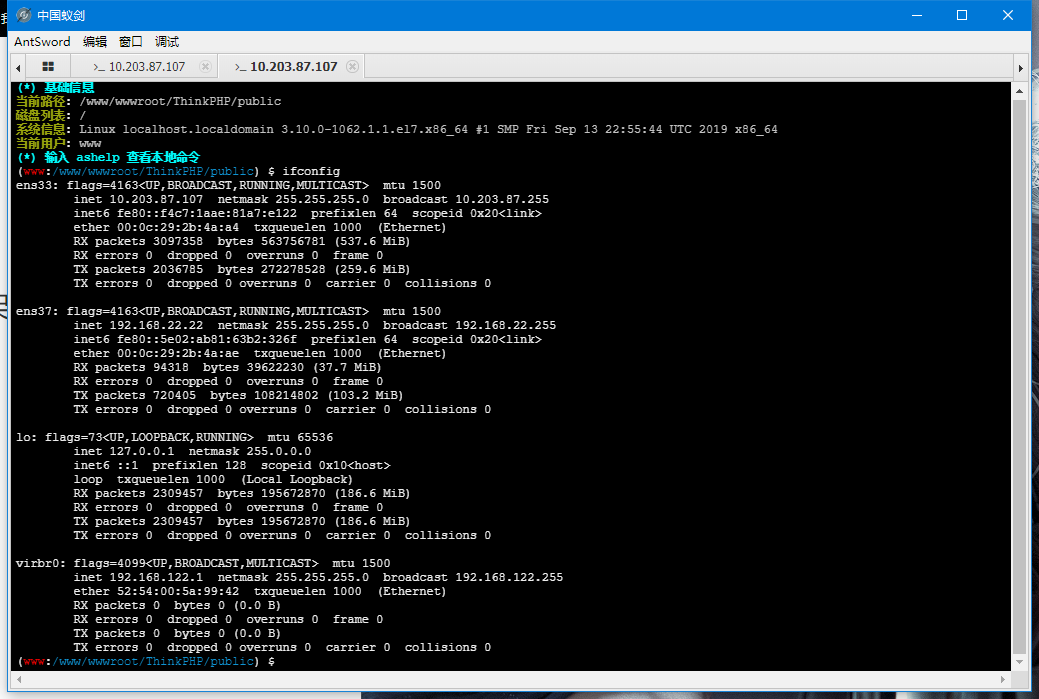 中国蚁剑
AntSword 编辑 窗口 调试
>_ 10.203.87.107 >_ 10.203.87.107
(*) 基础信息
当前路径: /www/wwwroot/ThinkPHP/public
磁盘列表: /
系统信息: Linux localhost.localdomain 3.10.0-1062.1.1.el7.x86_64 #1 SMP Fri Sep 13 22:55:44 UTC 2019 x86_64
当前用户: www
(*) 输入 ashelp 查看本地命令
(www:/www/wwwroot/ThinkPHP/public) $ ifconfig
ens33: flags=4163<UP,BROADCAST,RUNNING,MULTICAST>  mtu 1500
inet 10.203.87.107  netmask 255.255.255.0  broadcast 10.203.87.255
inet6 fe80::f4c7:1aae:81a7:e122  prefixlen 64  scopeid 0x20<link>
ether 00:0c:29:2b:4a:a4  txqueuelen 1000  (Ethernet)
RX packets 3097358  bytes 563756781 (537.6 MiB)
RX errors 0  dropped 0  overruns 0  frame 0
TX packets 2036785  bytes 272278528 (259.6 MiB)
TX errors 0  dropped 0 overruns 0  carrier 0  collisions 0
ens37: flags=4163<UP,BROADCAST,RUNNING,MULTICAST>  mtu 1500
inet 192.168.22.22  netmask 255.255.255.0  broadcast 192.168.22.255
inet6 fe80::5e02:ab81:63b2:326f  prefixlen 64  scopeid 0x20<link>
ether 00:0c:29:2b:4a:ae  txqueuelen 1000  (Ethernet)
RX packets 94318  bytes 39622230 (37.7 MiB)
RX errors 0  dropped 0  overruns 0  frame 0
TX packets 720405  bytes 108214802 (103.2 MiB)
TX errors 0  dropped 0 overruns 0  carrier 0  collisions 0
lo: flags=73<UP,LOOPBACK,RUNNING>  mtu 65536
inet 127.0.0.1  netmask 255.0.0.0
inet6 ::1  prefixlen 128  scopeid 0x10<host>
loop  txqueuelen 1000  (Local Loopback)
RX packets 2309457  bytes 195672870 (186.6 MiB)
RX errors 0  dropped 0  overruns 0  frame 0
TX packets 2309457  bytes 195672870 (186.6 MiB)
TX errors 0  dropped 0 overruns 0  carrier 0  collisions 0
virbr0: flags=4099<UP,BROADCAST,MULTICAST>  mtu 1500
inet 192.168.122.1  netmask 255.255.255.0  broadcast 192.168.122.255
ether 52:54:00:5a:99:42  txqueuelen 1000  (Ethernet)
RX packets 0  bytes 0 (0.0 B)
RX errors 0  dropped 0  overruns 0  frame 0
TX packets 0  bytes 0 (0.0 B)
TX errors 0  dropped 0 overruns 0  carrier 0  collisions 0
(www:/www/wwwroot/ThinkPHP/public) $